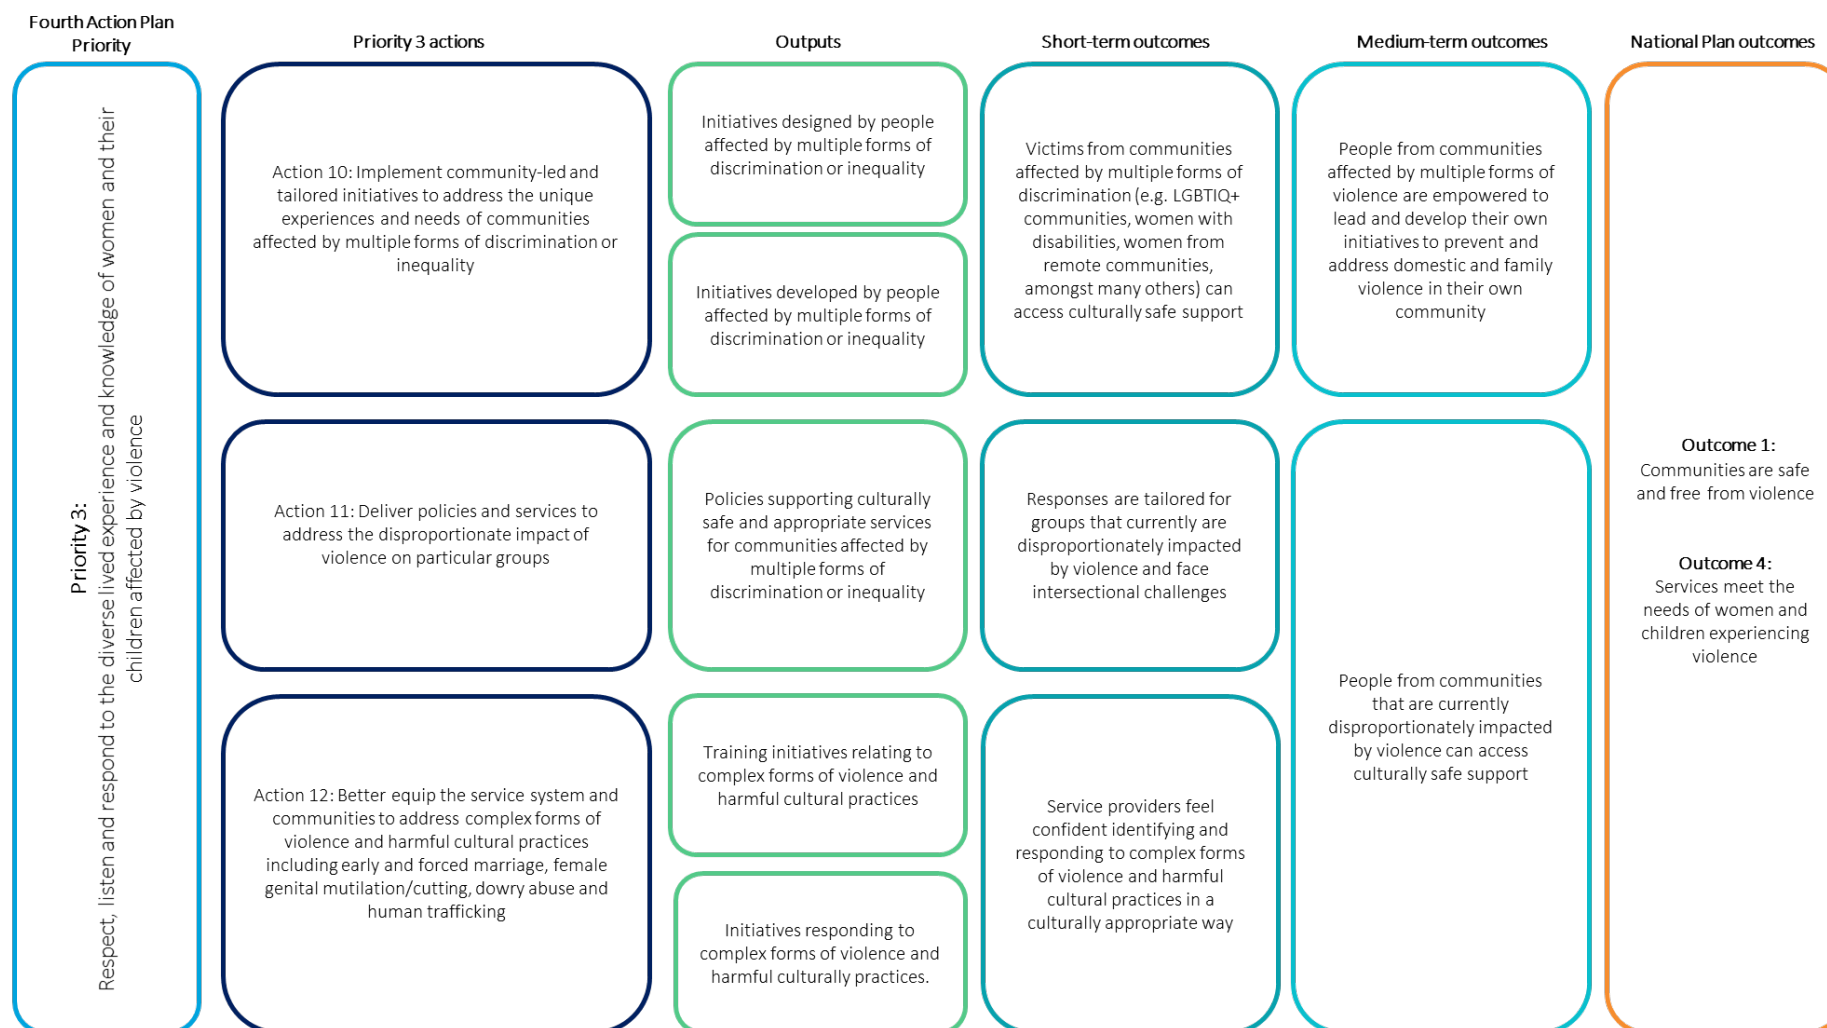 Fourth Action Plan
Priority
Priority 3 actions
Outputs
Short-term outcomes
Medium-term outcomes
National Plan outcomes
Priority 3:
Respect, listen and respond to the diverse lived experience and knowledge of women and their
children affected by violence
Action 10: Implement community-led and
tailored initiatives to address the unique
experiences and needs of communities
affected by multiple forms of discrimination or
inequality
Initiatives designed by people
affected by multiple forms of
discrimination or inequality
Initiatives developed by people
affected by multiple forms of
discrimination or inequality
Victims from communities
affected by multiple forms of
discrimination (e.g. LGBTIQ+
communities, women with
disabilities, women from
remote communities,
amongst many others) can
access culturally safe support
People from communities
affected by multiple forms of
violence are empowered to
lead and develop their own
initiatives to prevent and
address domestic and family
violence in their own
community
Action 11: Deliver policies and services to
address the disproportionate impact of
violence on particular groups
Policies supporting culturally
safe and appropriate services
for communities affected by
multiple forms of
discrimination or inequality
Responses are tailored for
groups that currently are
disproportionately impacted
by violence and face
intersectional challenges
Action 12: Better equip the service system and
communities to address complex forms of
violence and harmful cultural practices
including early and forced marriage, female
genital mutilation/cutting, dowry abuse and
human trafficking
Training initiatives relating to
complex forms of violence and
harmful cultural practices
Initiatives responding to
complex forms of violence and
harmful culturally practices.
Service providers feel
confident identifying and
responding to complex forms
of violence and harmful
cultural practices in a
culturally appropriate way
People from communities
that are currently
disproportionately impacted
by violence can access
culturally safe support
Outcome 1:
Communities are safe
and free from violence
Outcome 4:
Services meet the
needs of women and
children experiencing
violence